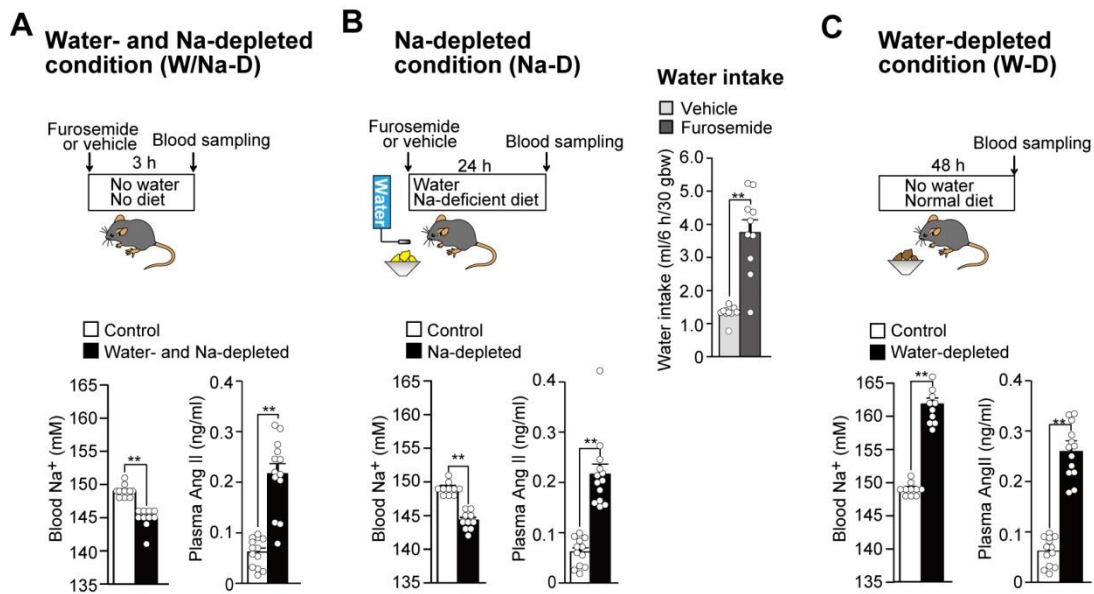 A
Water- and Na-depleted
condition (W/Na-D)
Furosemide
or vehicle
Blood sampling
3 h
No water
No diet
Control
Water- and Na-depleted
Blood Na+ (mM)
165
160
155
150
145
140
135
**
Plasma Ang II (ng/ml)
0.4
0.3
0.2
0.1
0
**
B
Na-depleted
condition (Na-D)
Furosemide
or vehicle
Blood sampling
24 h
Water
Water
Na-deficient diet
Water intake
Vehicle
Furosemide
Water intake (ml/6 h/30 gbw)
6.0
5.0
4.0
3.0
2.0
1.0
0
**
Control
Na-depleted
Blood Na+ (mM)
165
160
155
150
145
140
135
**
Plasma Ang II (ng/ml)
0.4
0.3
0.2
0.1
0
**
C
Water-depleted
condition (W-D)
Blood sampling
48 h
No water
Normal diet
Control
Water-depleted
Blood Na+ (mM)
165
160
155
150
145
140
135
**
Plasma AngII (ng/ml)
0.4
0.3
0.2
0.1
0
**